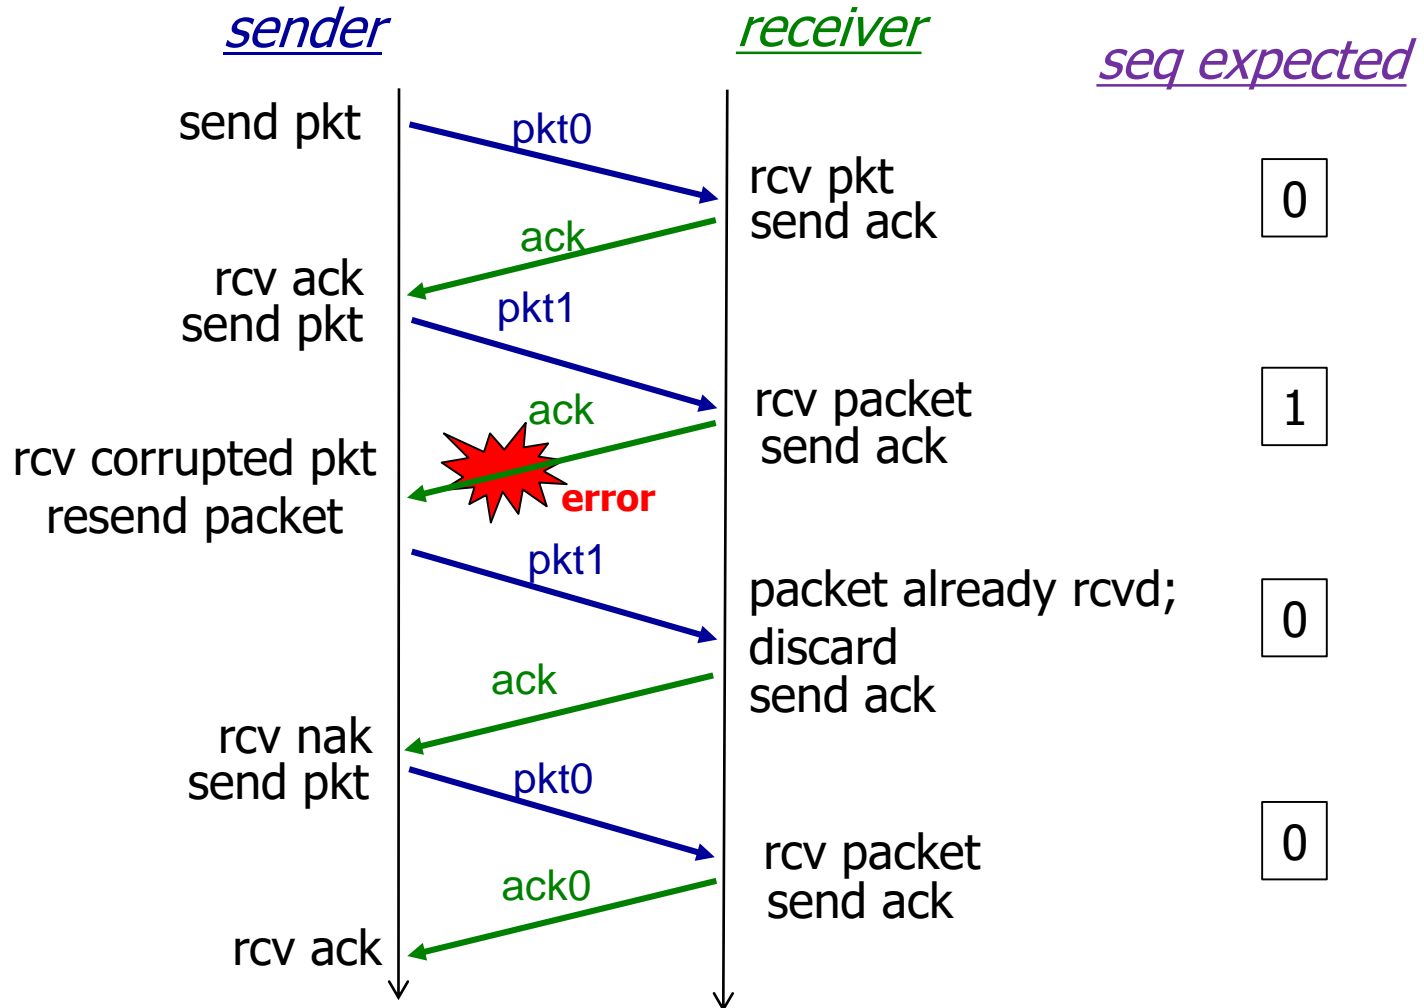 sender
receiver
seq expected
send pkt
pkt0
rcv pkt
send ack
0
ack
rcv ack
send pkt
pkt1
rcv packet
send ack
1
ack
rcv corrupted pkt
resend packet
error
pkt1
packet already rcvd;
discard
send ack
0
ack
rcv nak
send pkt
pkt0
rcv packet
send ack
0
ack0
rcv ack